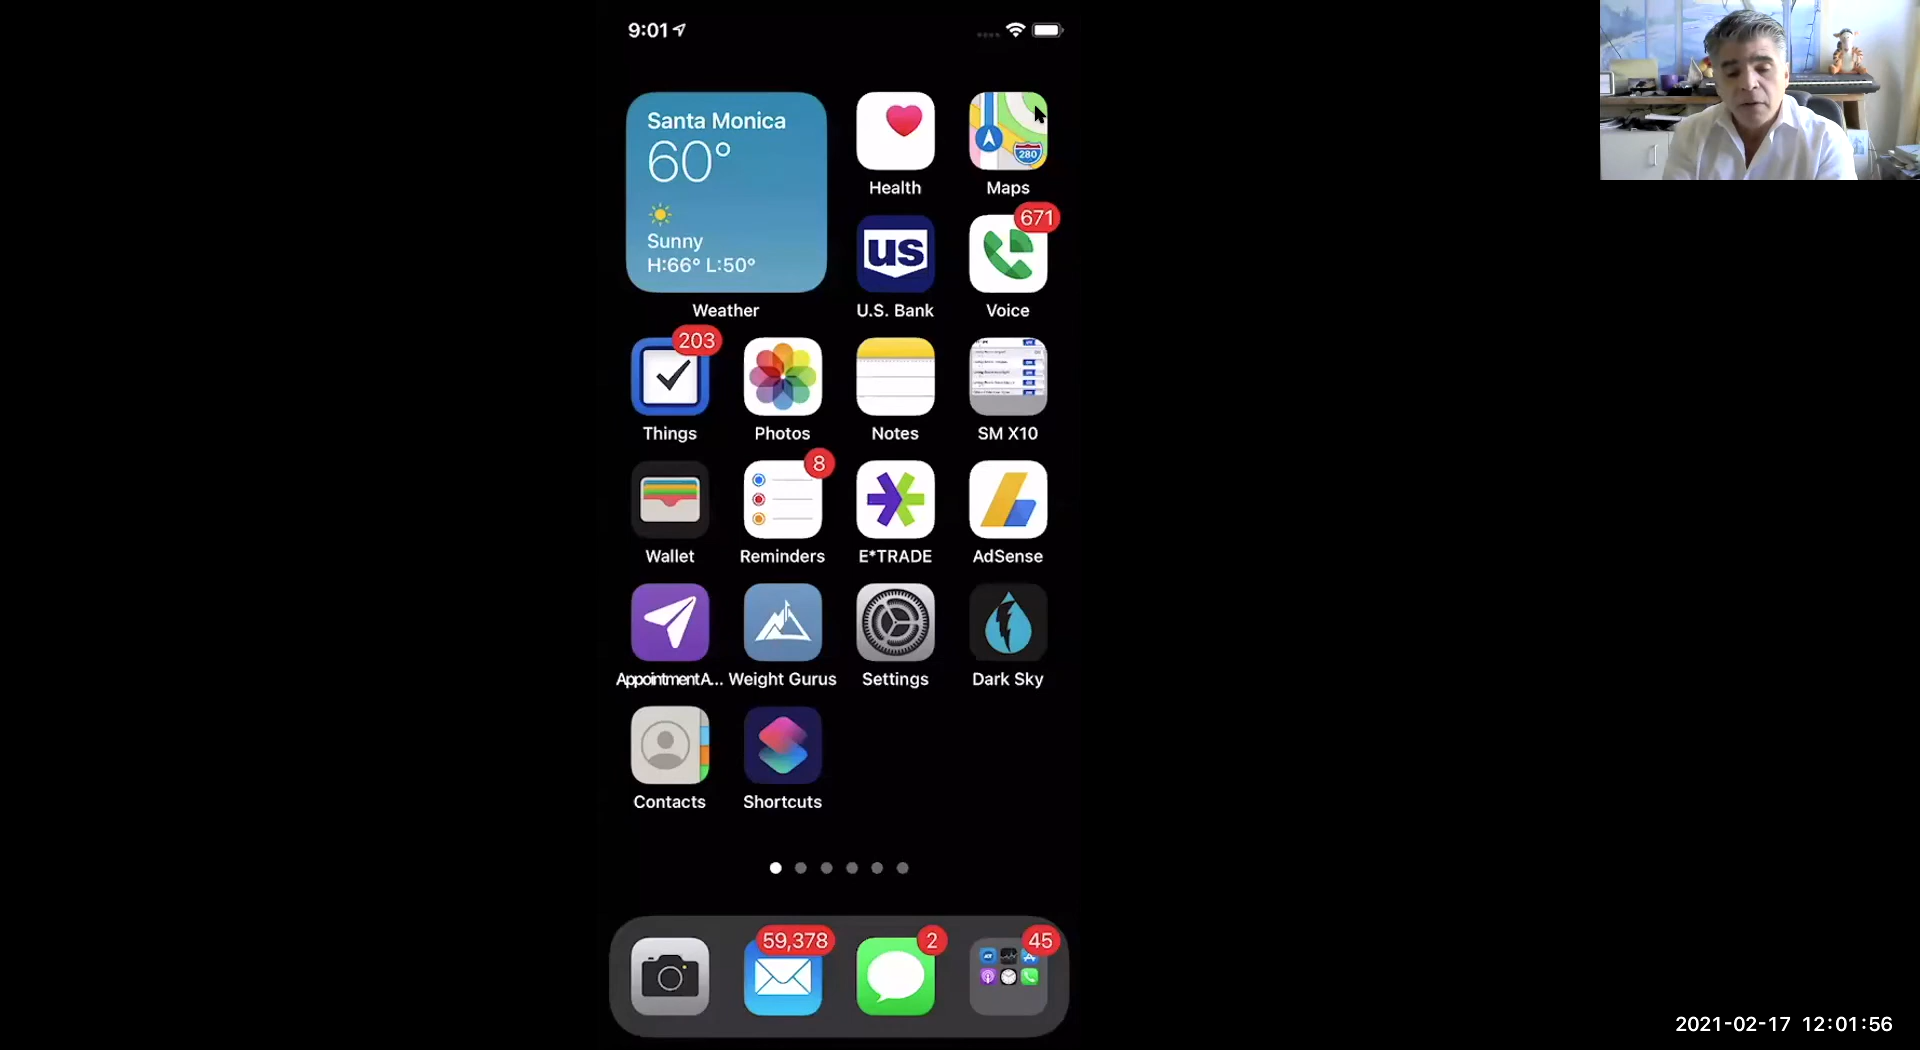 9:01
Santa Monica
60°
Sunny
H:66° L:50°
Weather
Health
280
Maps
us
U.S. Bank
671
Voice
203
Things
Photos
Notes
SM X10
Wallet
8
Reminders
E*TRADE
AdSense
AppointmentA...
Weight Gurus
Settings
Dark Sky
Contacts
Shortcuts
59,378
2
45
2021-02-17 12:01:56